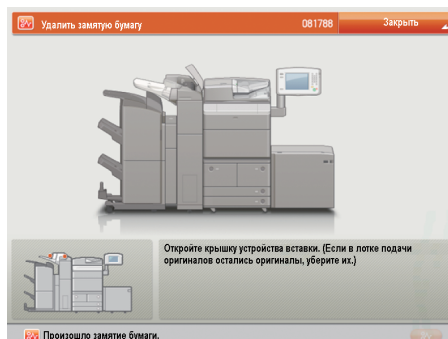 Удалить замятую бумагу 081788 Закрыть
Откройте крышку устройства вставки. (Если в лотке подачи
оригиналов остались оригиналы, уберите их.)
Произошло замятие бумаги.